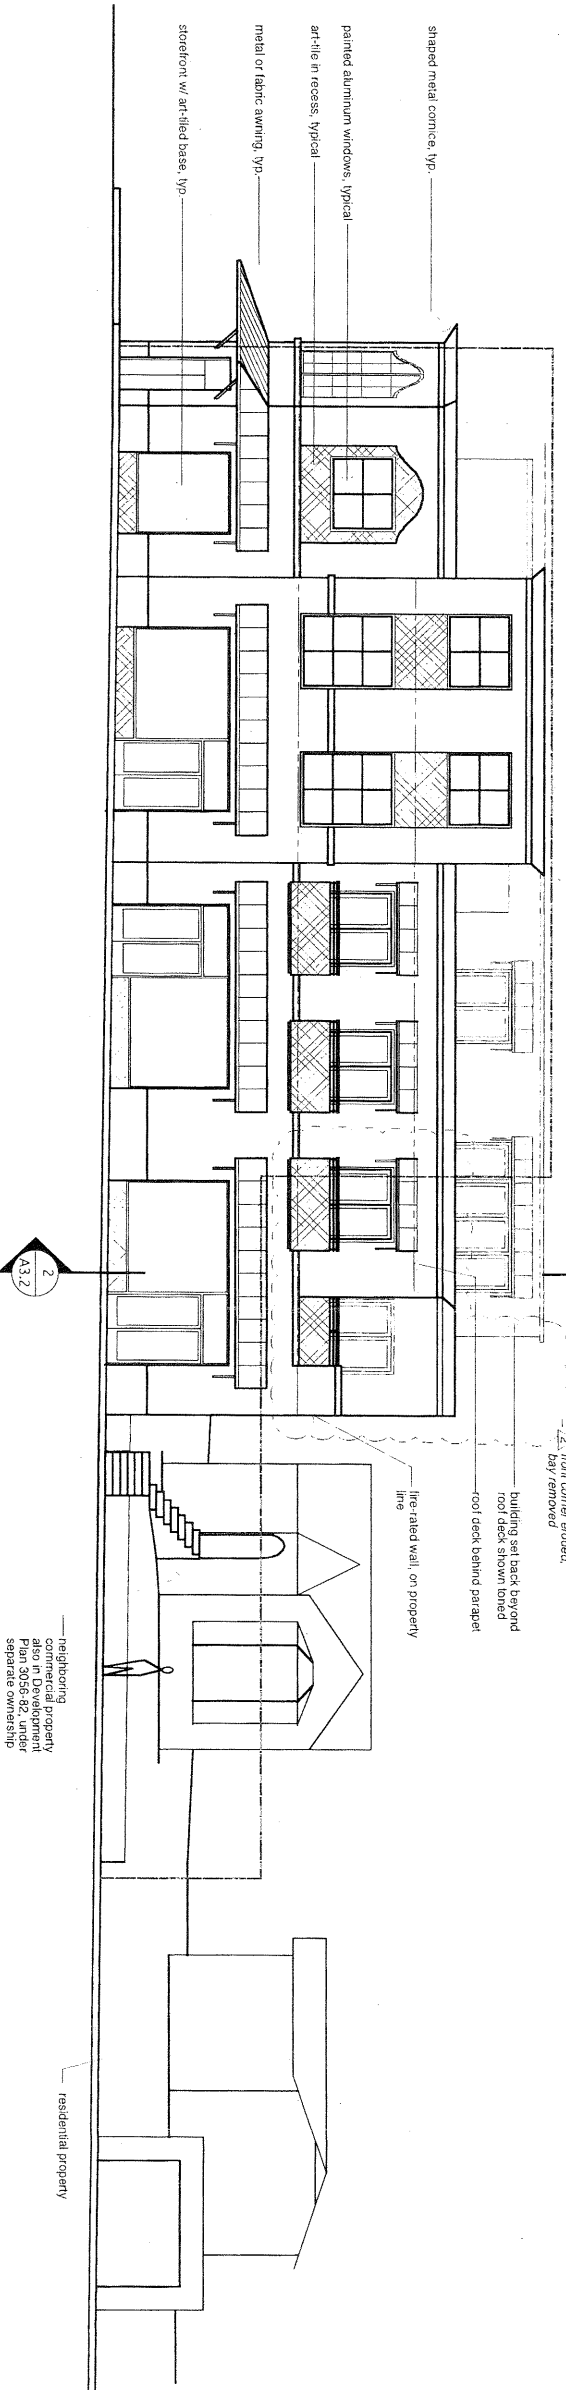 shaped metal cornice, typ.
painted aluminum windows, typical
art-tile in recess, typical
metal or fabric awning, typ.
storefront w/ art-tiled base, typ.
bay removed
building set back beyond
roof deck shown toned
roof deck behind parapet
fire-rated wall, on property
line
2
A3.2
neighboring
commercial property
also in Development
Plan 3056-82, under
separate ownership
residential property